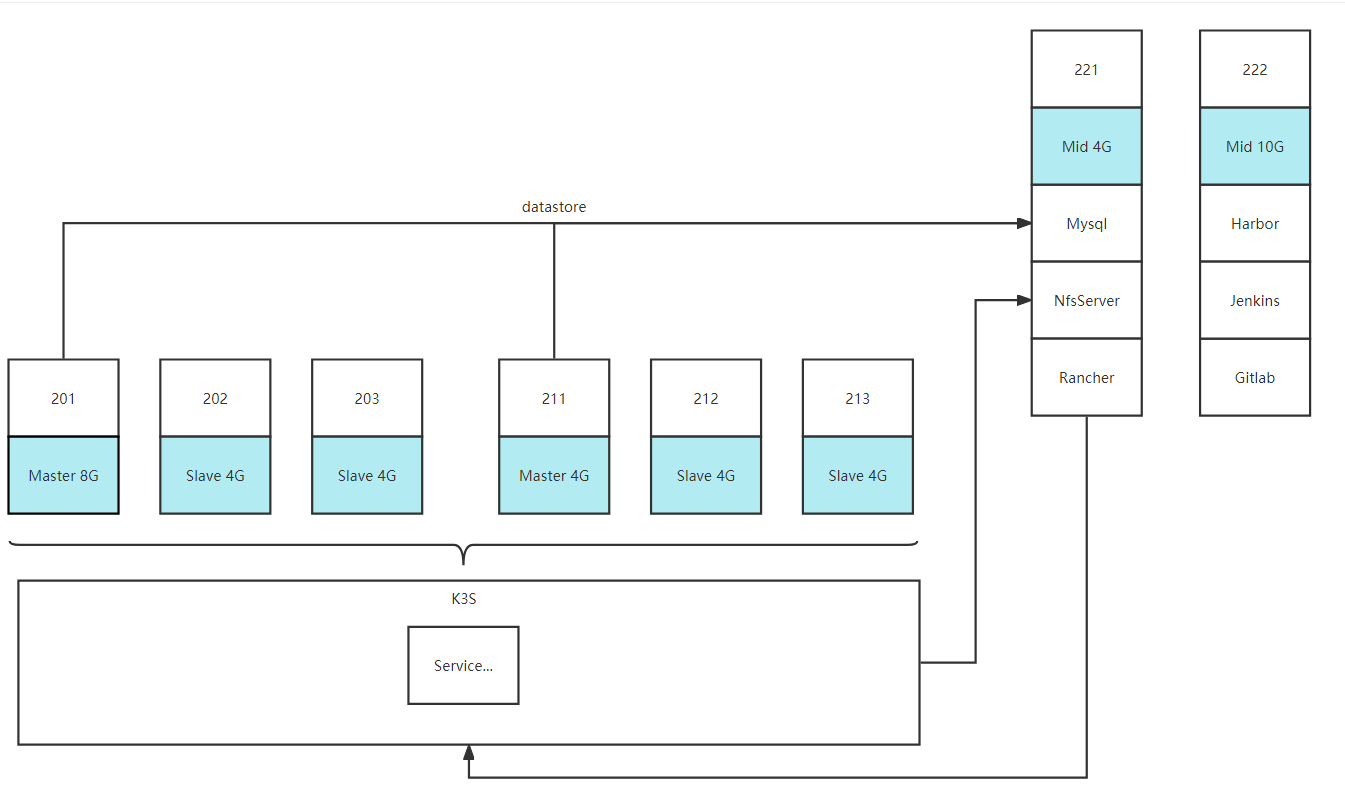 221
222
Mid 4G
Mid 10G
datastore
Mysql
Harbor
NfsServer
Jenkins
Rancher
Gitlab
201
202
203
211
212
213
Master 8G
Slave 4G
Slave 4G
Master 4G
Slave 4G
Slave 4G
K3S
Service...